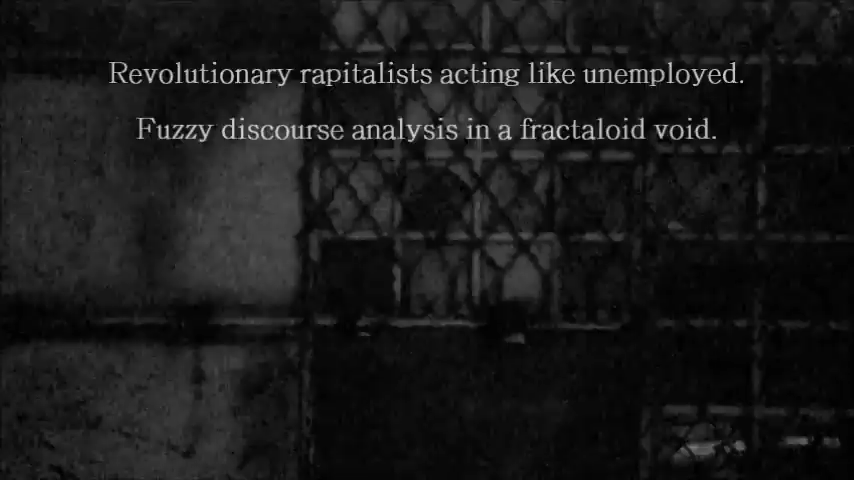 Revolutionary rapitalists acting like unemployed.
Fuzzy discourse analysis in a fractaloid void.